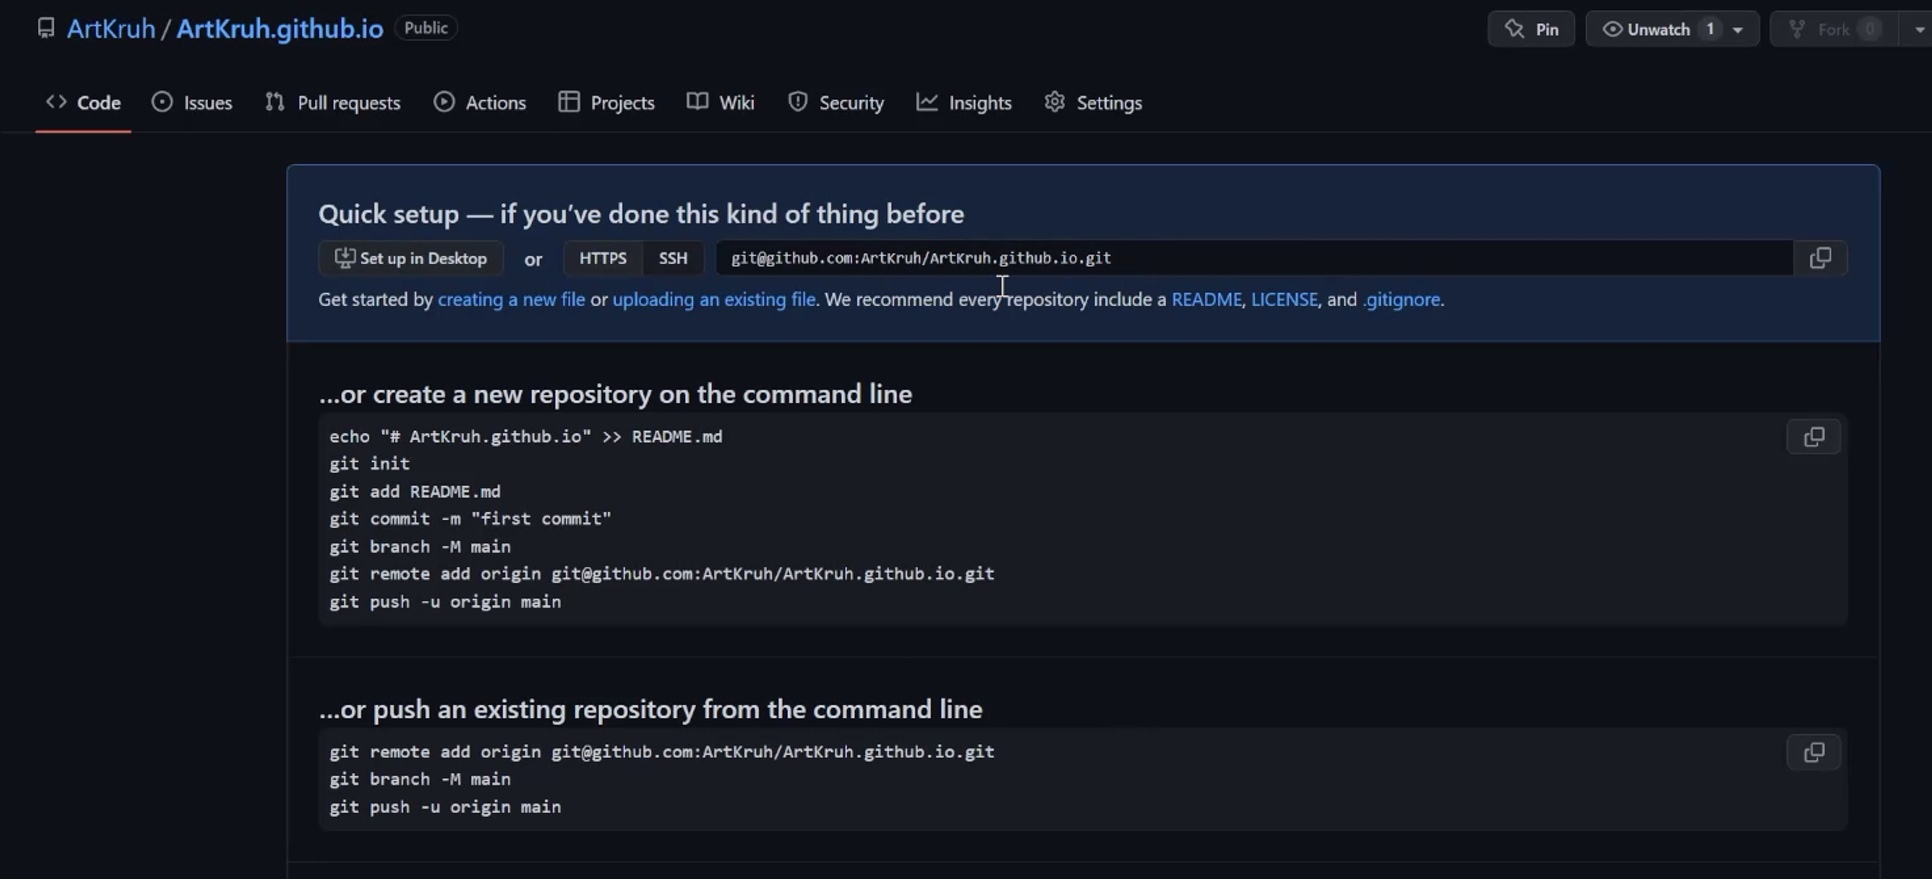 ArtKruh / ArtKruh.github.io Public
Pin Unwatch 1 Fork 0
Code Issues Pull requests Actions Projects Wiki Security Insights Settings
Quick setup — if you've done this kind of thing before
Set up in Desktop or HTTPS SSH git@github.com:ArtKruh/ArtKruh.github.io.git
Get started by creating a new file or uploading an existing file. We recommend every repository include a README, LICENSE, and .gitignore.
...or create a new repository on the command line
echo "# ArtKruh.github.io" >> README.md
git init
git add README.md
git commit -m "first commit"
git branch -M main
git remote add origin git@github.com:ArtKruh/ArtKruh.github.io.git
git push -u origin main
...or push an existing repository from the command line
git remote add origin git@github.com:ArtKruh/ArtKruh.github.io.git
git branch -M main
git push -u origin main